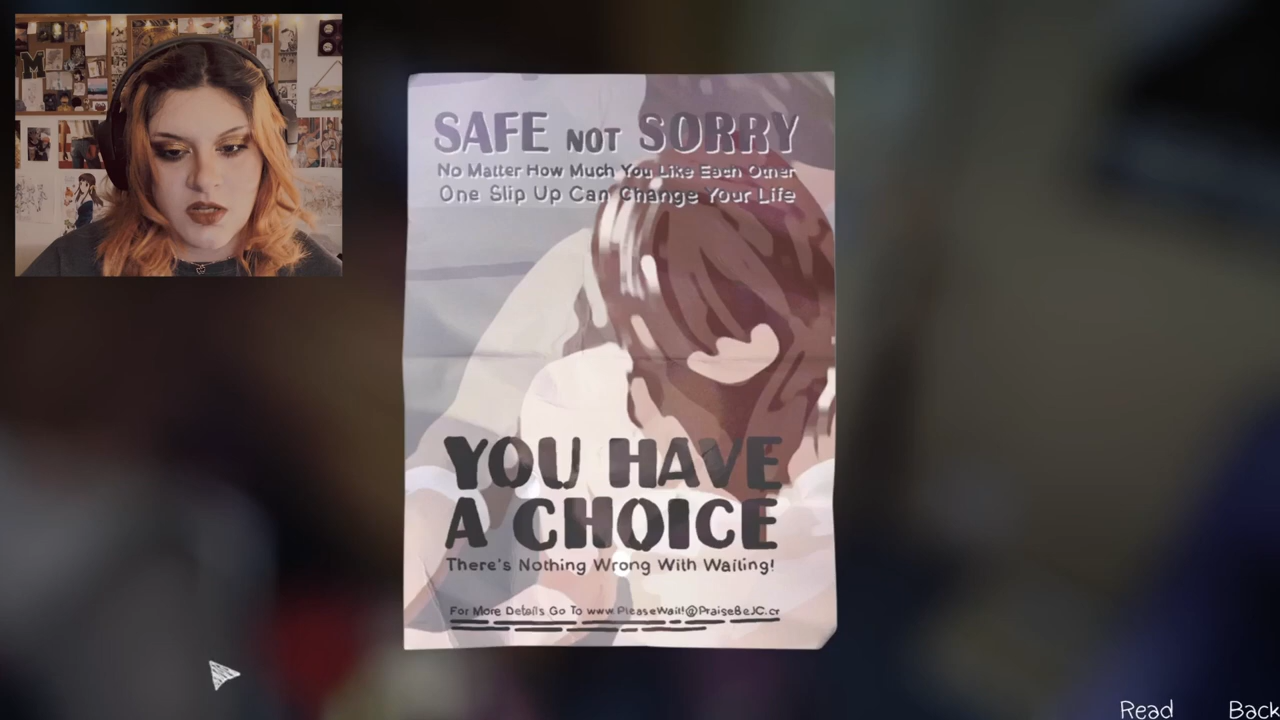 M
SAFE NOT SORRY
No Matter How Much You Like Each Other
One Slip Up Can Change Your Life
YOU HAVE
A CHOICE
There's Nothing Wrong With Waiting!
For More Details Go To www.PleaseWait!@PraiseBeJC.cr
Read Back